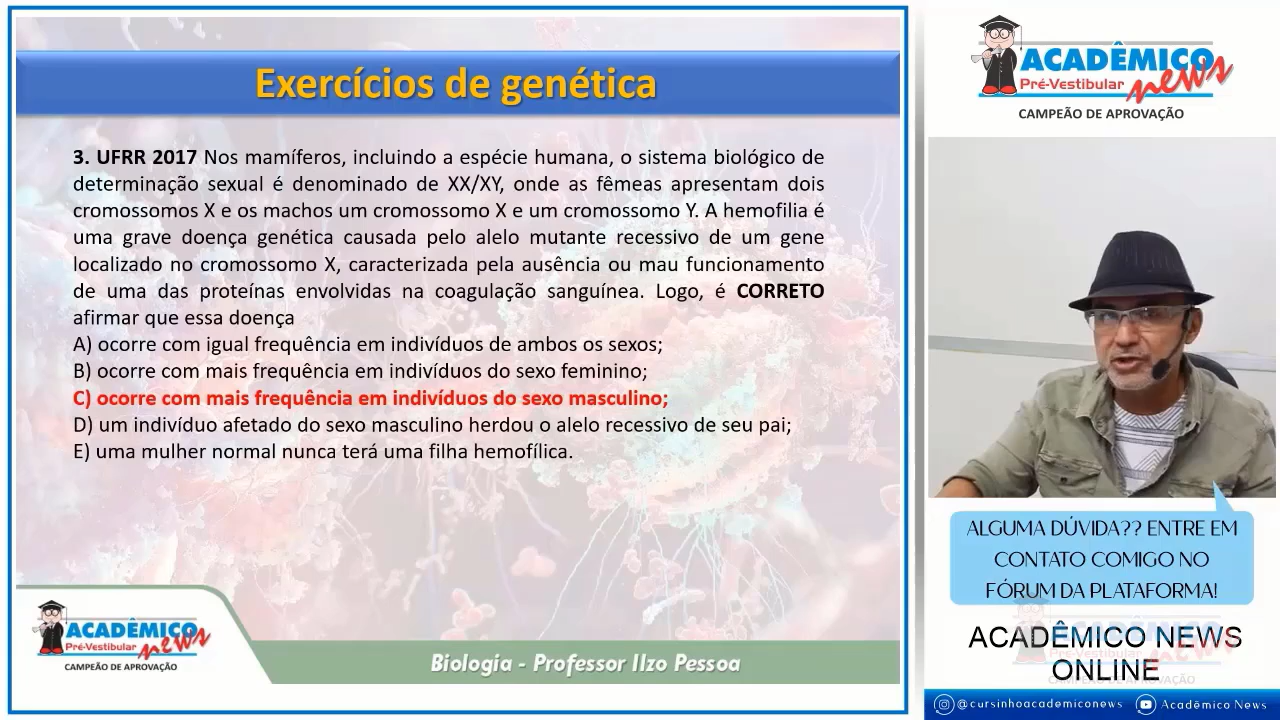 Exercícios de genética
3. UFRR 2017 Nos mamíferos, incluindo a espécie humana, o sistema biológico de
determinação sexual é denominado de XX/XY, onde as fêmeas apresentam dois
cromossomos X e os machos um cromossomo X e um cromossomo Y. A hemofilia é
uma grave doença genética causada pelo alelo mutante recessivo de um gene
localizado no cromossomo X, caracterizada pela ausência ou mau funcionamento
de uma das proteínas envolvidas na coagulação sanguínea. Logo, é CORRETO
afirmar que essa doença
A) ocorre com igual frequência em indivíduos de ambos os sexos;
B) ocorre com mais frequência em indivíduos do sexo feminino;
C) ocorre com mais frequência em indivíduos do sexo masculino;
D) um indivíduo afetado do sexo masculino herdou o alelo recessivo de seu pai;
E) uma mulher normal nunca terá uma filha hemofílica.
ACADÊMICO
Pré-Vestibular news
CAMPEÃO DE APROVAÇÃO
Biologia - Professor Ilzo Pessoa
ACADÊMICO
Pré-Vestibular news
CAMPEÃO DE APROVAÇÃO
ALGUMA DÚVIDA?? ENTRE EM
CONTATO COMIGO NO
FÓRUM DA PLATAFORMA!
ACADÊMICO
Pré-Vestibular news
CAMPEÃO DE APROVAÇÃO
ACADÊMICO NEWS
ONLINE
@cursinhoacademiconews
Acadêmico News